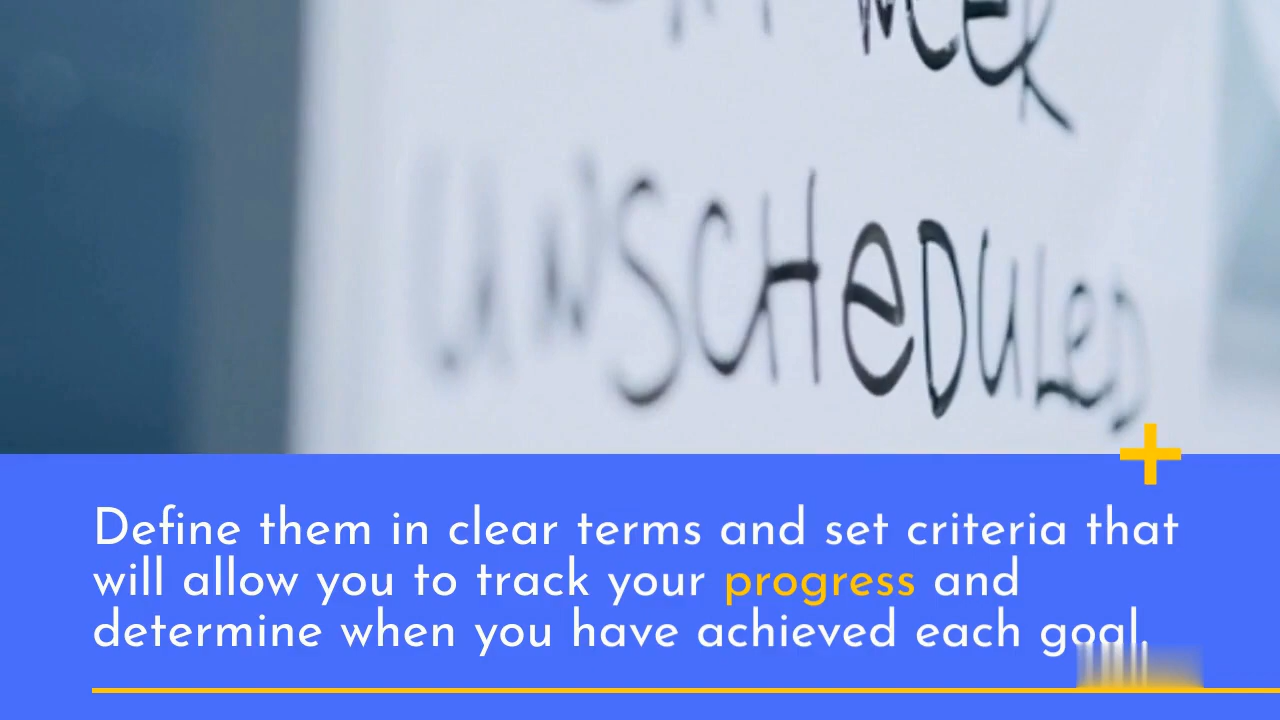 WEEK
UNSCHEDULED
Define them in clear terms and set criteria that
will allow you to track your progress and
determine when you have achieved each goal.